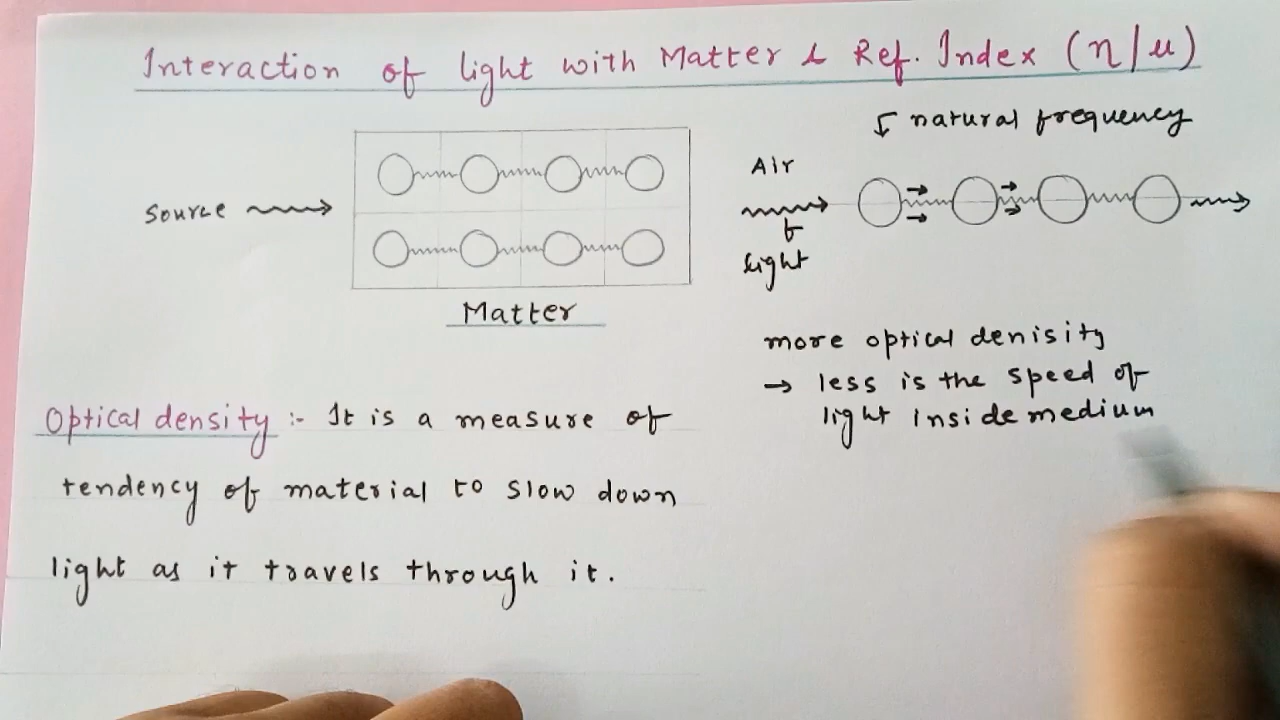 Interaction of light with Matter & Ref. Index (η/μ)
natural frequency
Air
source
light
Matter
more optical denisity
→ less is the speed of
light inside medium
Optical density :- It is a measure of
tendency of material to slow down
light as it travels through it.